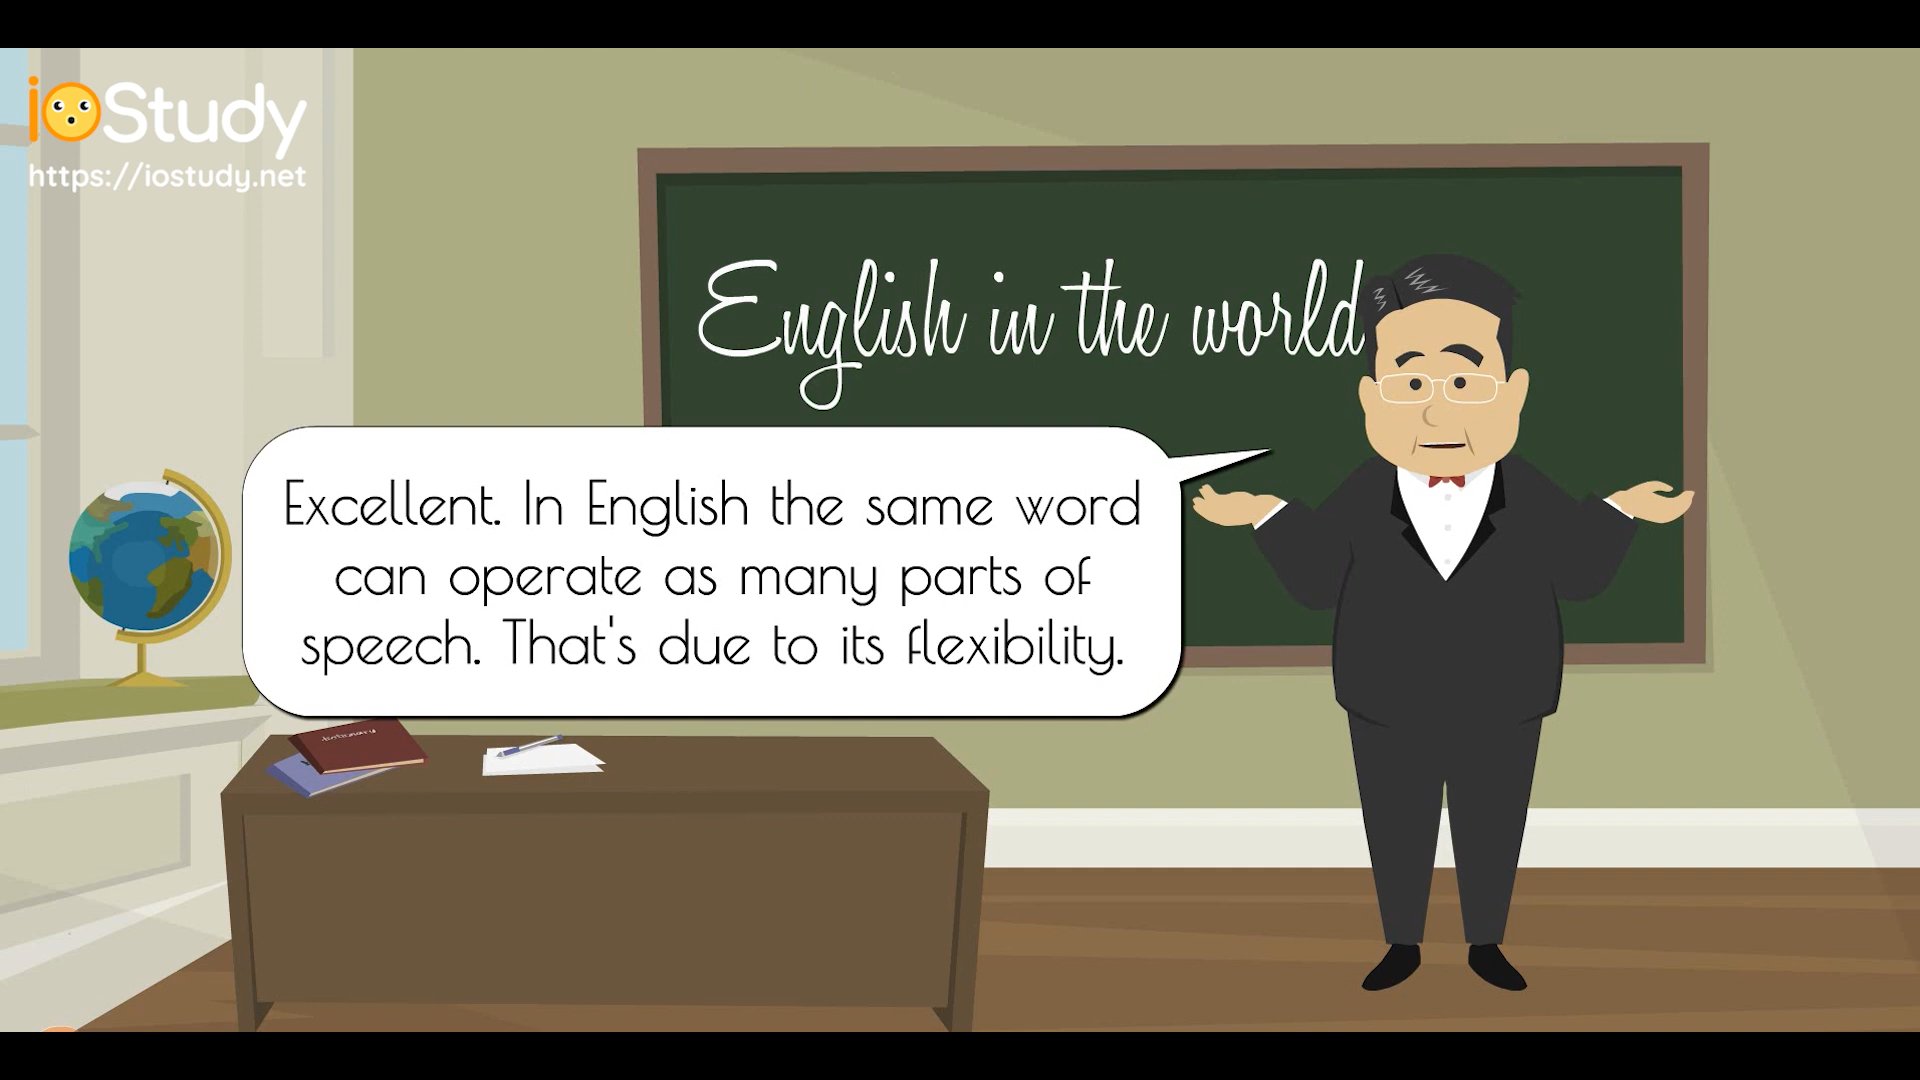 ioStudy
https://iostudy.net
English in the world
Excellent. In English the same word
can operate as many parts of
speech. That's due to its flexibility.
dictionary